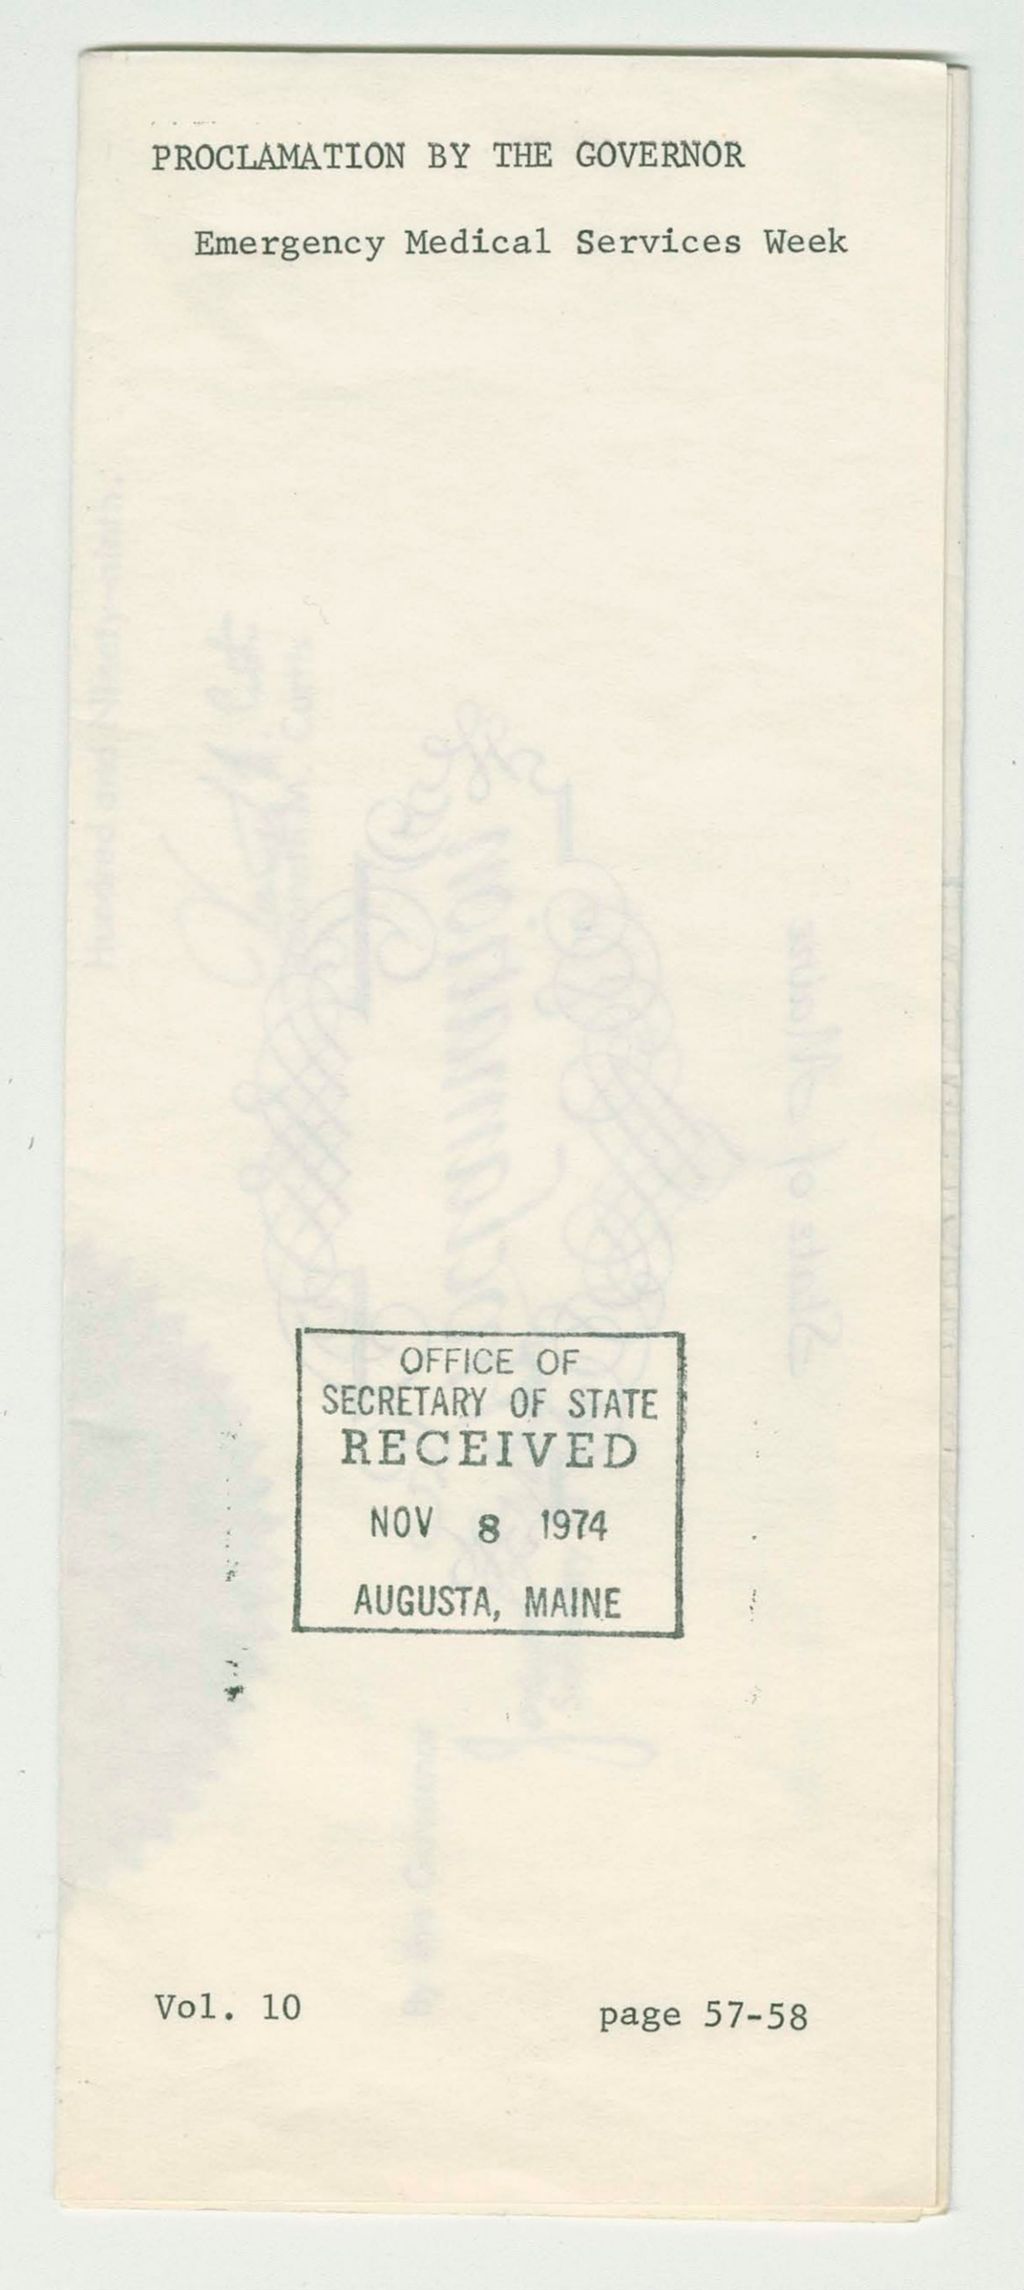 PROCLAMATION BY THE GOVERNOR
Emergency Medical Services Week
OFFICE OF
SECRETARY OF STATE
RECEIVED
NOV 8 1974
AUGUSTA, MAINE
Vol. 10 page 57-58